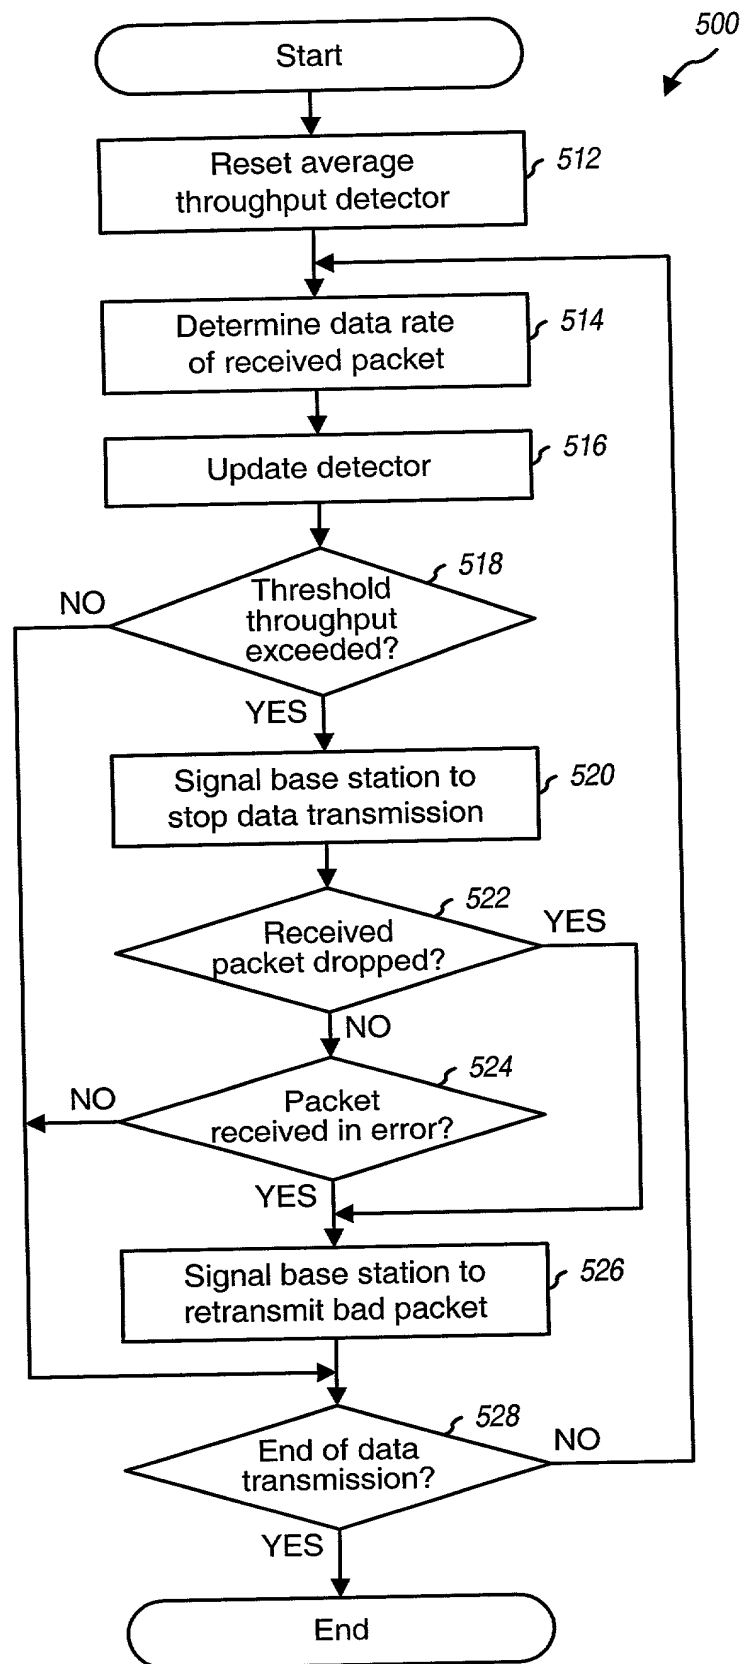 500
Start
Reset average
throughput detector
512
Determine data rate
of received packet
514
Update detector
516
518
Threshold
throughput
exceeded?
NO
YES
Signal base station to
stop data transmission
520
522
Received
packet dropped?
YES
NO
524
Packet
received in error?
NO
YES
Signal base station to
retransmit bad packet
526
528
End of data
transmission?
NO
YES
End